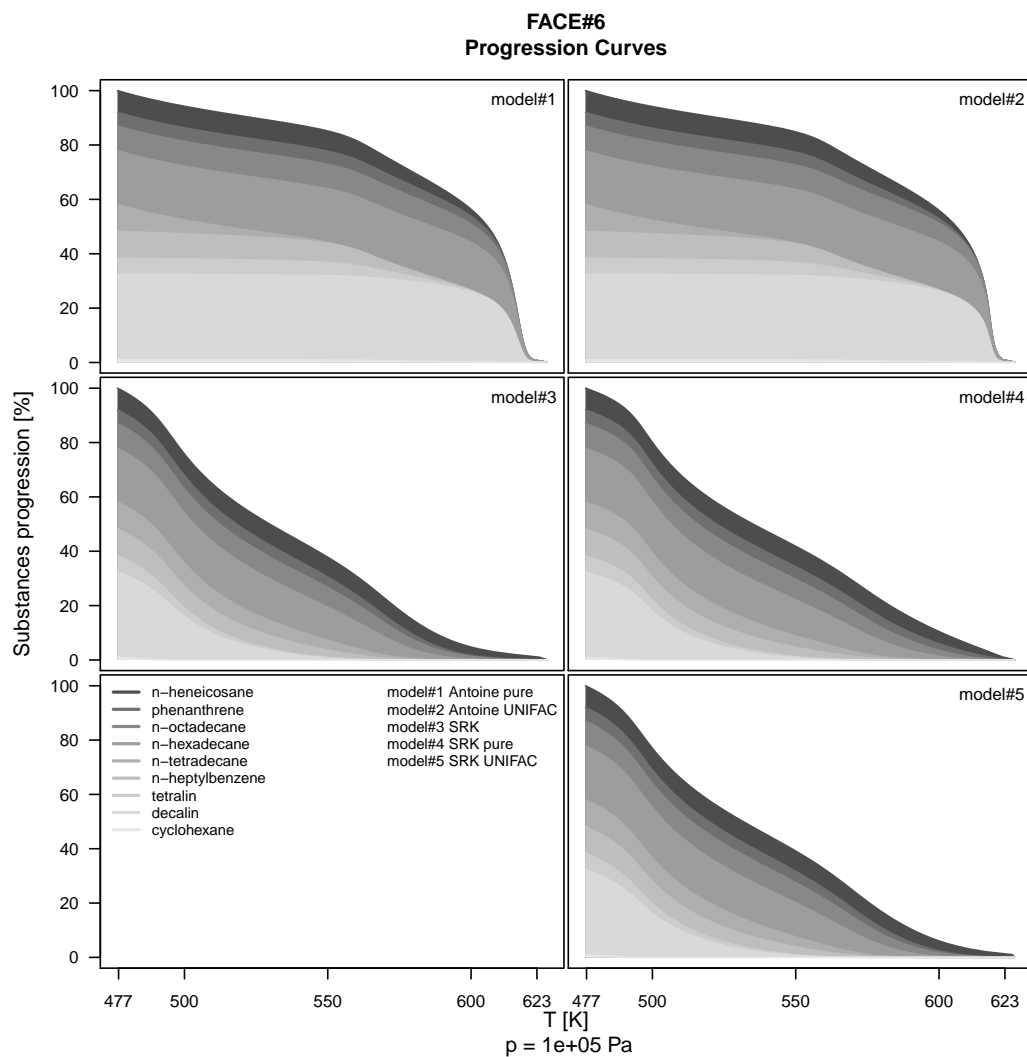 FACE#6
Progression Curves
model#1
model#2
100
80
60
40
20
0
model#3
model#4
100
80
60
40
20
0
Substances progression [%]
model#5
100
80
60
40
20
0
n−heneicosane
phenanthrene
n−octadecane
n−hexadecane
n−tetradecane
n−heptylbenzene
tetralin
decalin
cyclohexane
model#1 Antoine pure
model#2 Antoine UNIFAC
model#3 SRK
model#4 SRK pure
model#5 SRK UNIFAC
477 500 550 600 623
477 500 550 600 623
T [K]
p = 1e+05 Pa